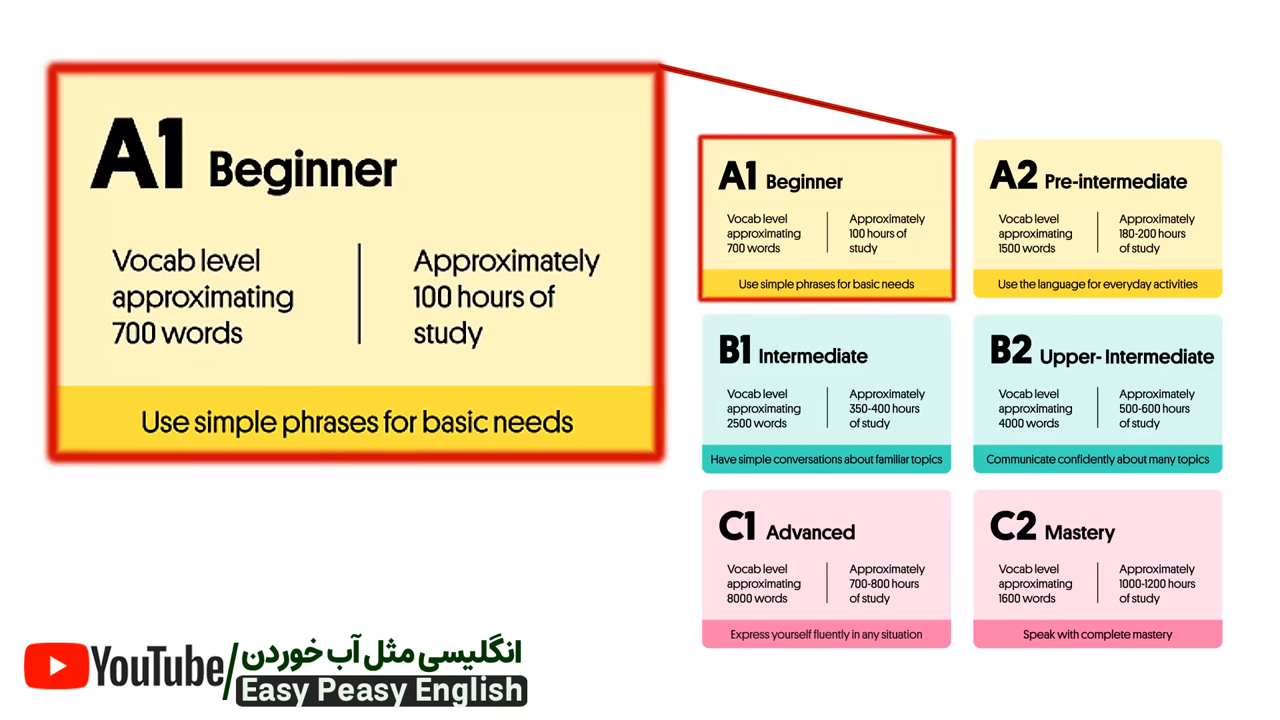 A1 Beginner
Vocab level
approximating
700 words
Approximately
100 hours of
study
Use simple phrases for basic needs
A1 Beginner
Vocab level
approximating
700 words
Approximately
100 hours of
study
Use simple phrases for basic needs
A2 Pre-intermediate
Vocab level
approximating
1500 words
Approximately
180-200 hours
of study
Use the language for everyday activities
B1 Intermediate
Vocab level
approximating
2500 words
Approximately
350-400 hours
of study
Have simple conversations about familiar topics
B2 Upper- Intermediate
Vocab level
approximating
4000 words
Approximately
500-600 hours
of study
Communicate confidently about many topics
C1 Advanced
Vocab level
approximating
8000 words
Approximately
700-800 hours
of study
Express yourself fluently in any situation
C2 Mastery
Vocab level
approximating
1600 words
Approximately
1000-1200 hours
of study
Speak with complete mastery
YouTube/
انگلیسی مثل آب خوردن
Easy Peasy English